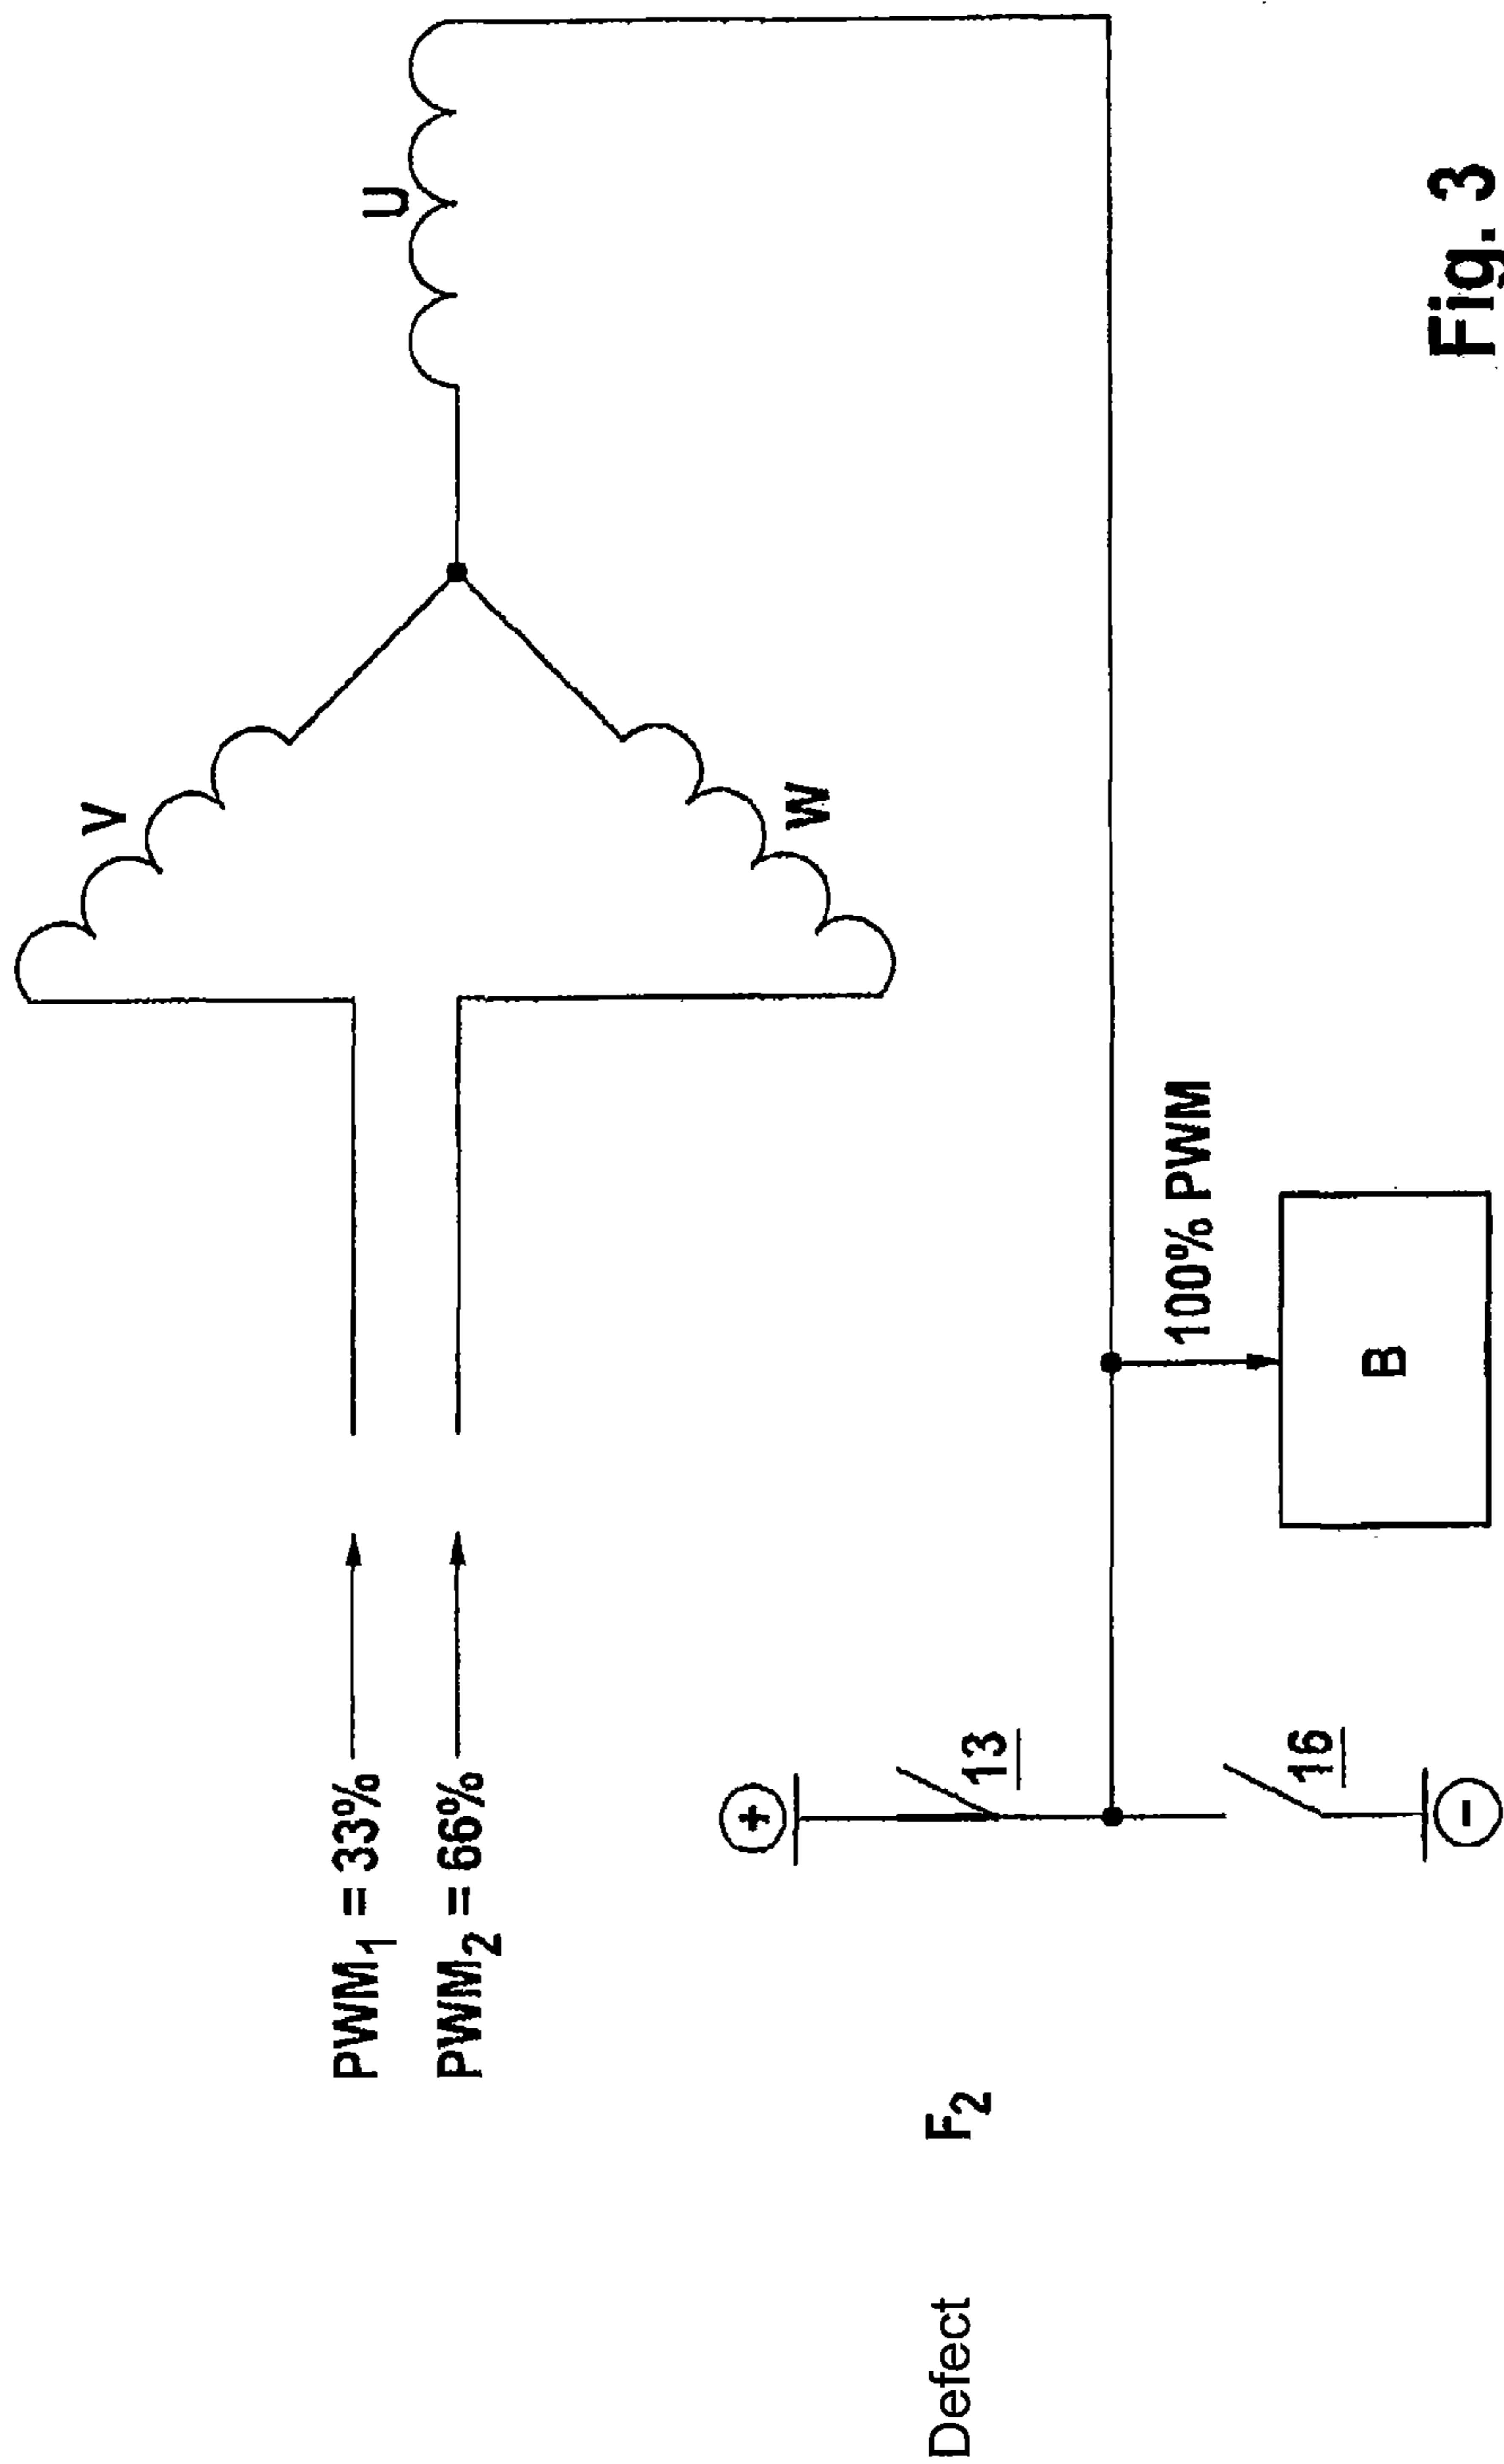 V
U
W
PWM1 = 33%
PWM2 = 66%
+
Defect F2
13
100% PWM
16
B
-
Fig. 3